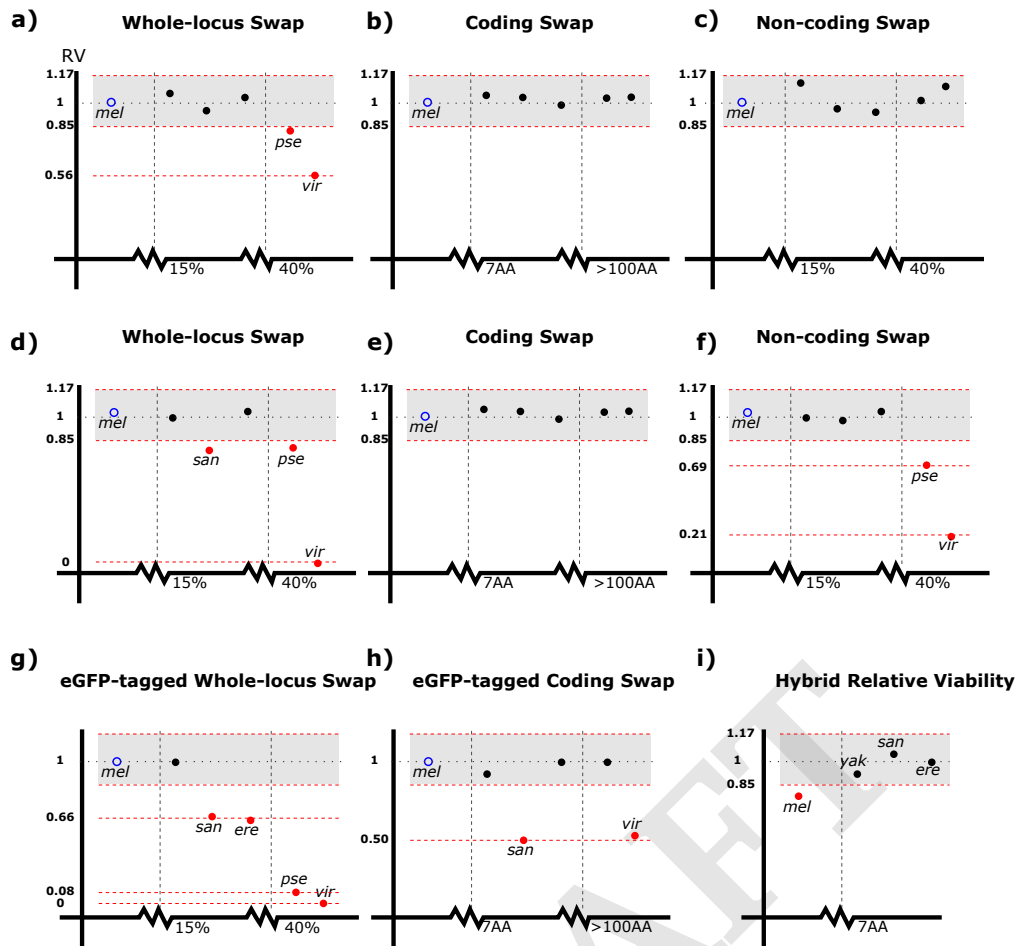 a)
Whole-locus Swap
RV
1.17
1
0.85
0.56
mel
pse
vir
15%
40%
b)
Coding Swap
1.17
1
0.85
mel
7AA
>100AA
c)
Non-coding Swap
1.17
1
0.85
mel
15%
40%
d)
Whole-locus Swap
1.17
1
0.85
0
mel
san
pse
vir
15%
40%
e)
Coding Swap
1.17
1
0.85
mel
7AA
>100AA
f)
Non-coding Swap
1.17
1
0.85
0.69
0.21
mel
pse
vir
15%
40%
g)
eGFP-tagged Whole-locus Swap
1
0.66
0.08
0
mel
san
ere
pse
vir
15%
40%
h)
eGFP-tagged Coding Swap
1
0.50
mel
san
vir
7AA
>100AA
i)
Hybrid Relative Viability
1.17
1
0.85
mel
yak
san
ere
7AA